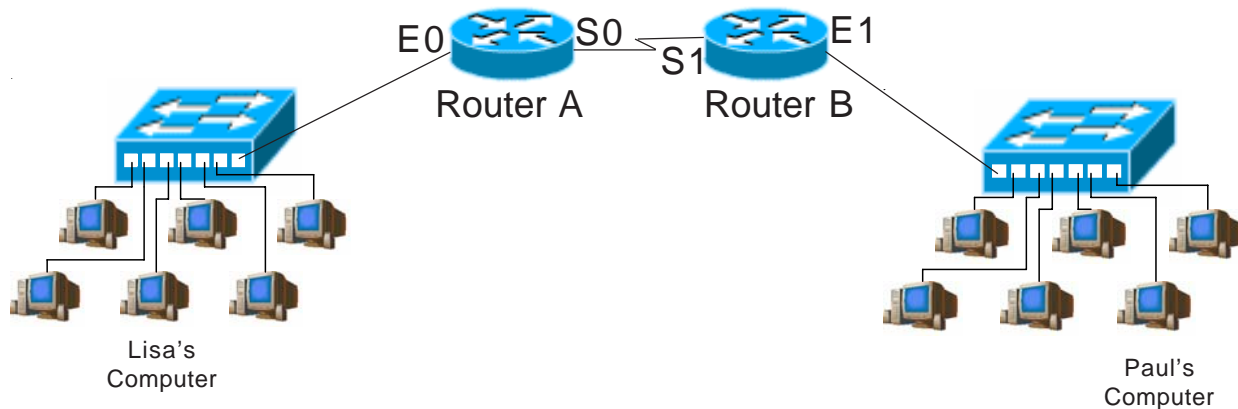 E0
S0
S1
E1
Router A
Router B
Lisa's
Computer
Paul's
Computer